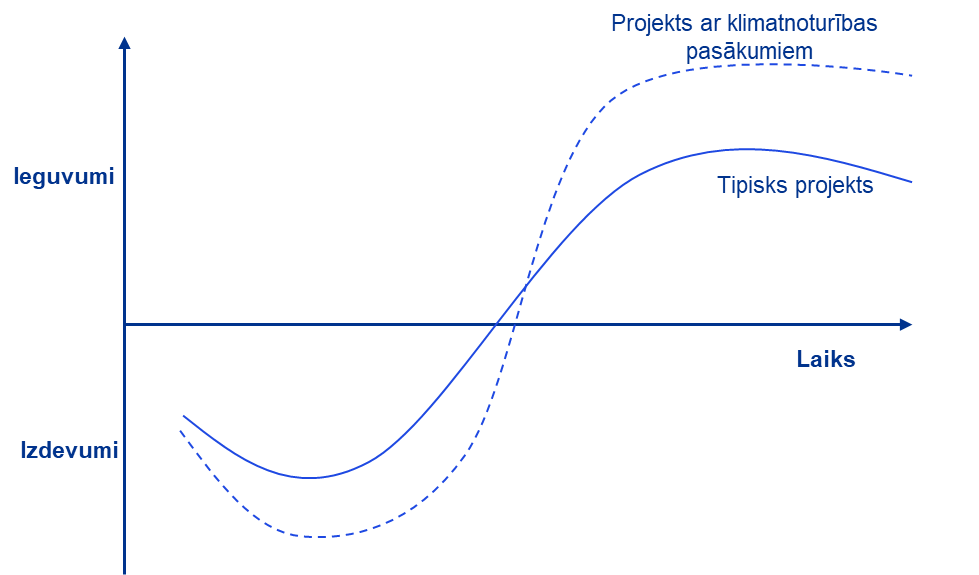 Projekts ar klimatnoturības
pasākumiem
Ieguvumi
Tipisks projekts
Laiks
Izdevumi